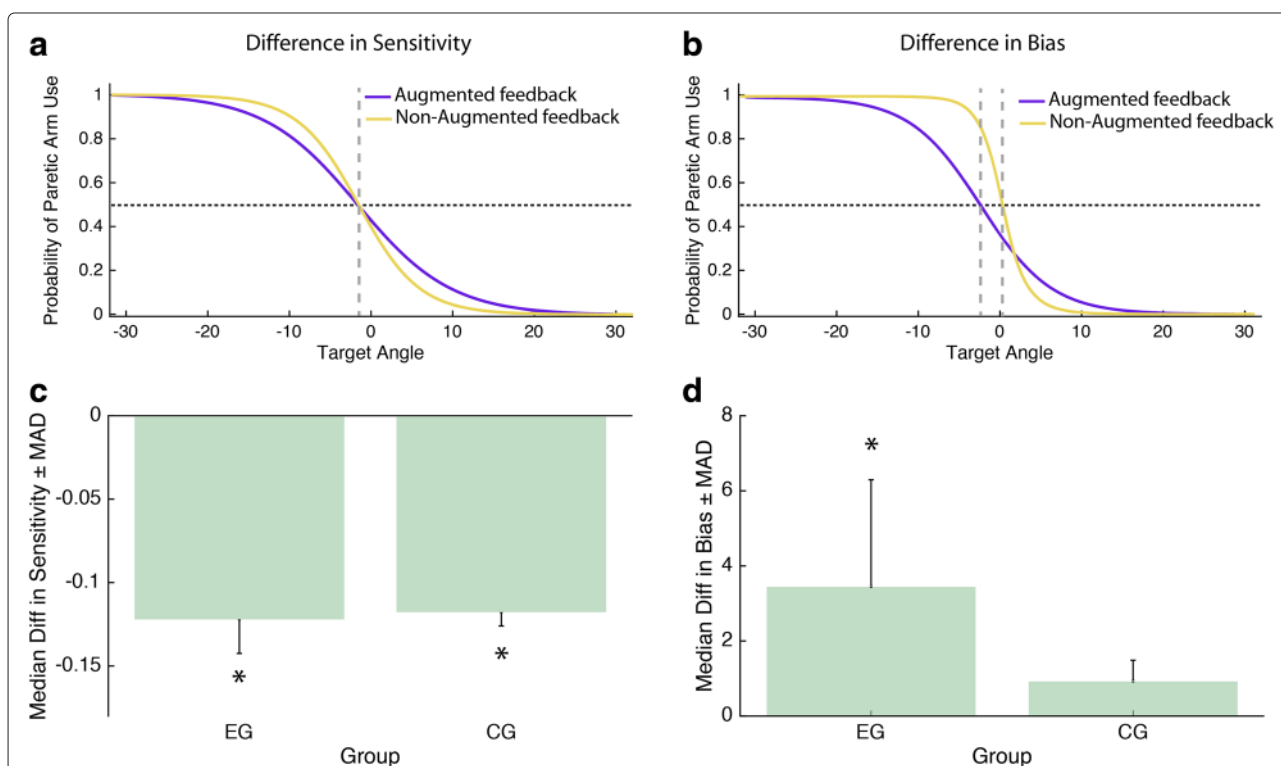 a
Difference in Sensitivity
Probability of Paretic Arm Use
1
0.8
0.6
0.4
0.2
0
Augmented feedback
Non-Augmented feedback
-30 -20 -10 0 10 20 30
Target Angle
b
Difference in Bias
Probability of Paretic Arm Use
1
0.8
0.6
0.4
0.2
0
Augmented feedback
Non-Augmented feedback
-30 -20 -10 0 10 20 30
Target Angle
c
Median Diff in Sensitivity ± MAD
0
-0.05
-0.1
-0.15
*
*
EG CG
Group
d
Median Diff in Bias ± MAD
8
6
4
2
0
*
EG CG
Group